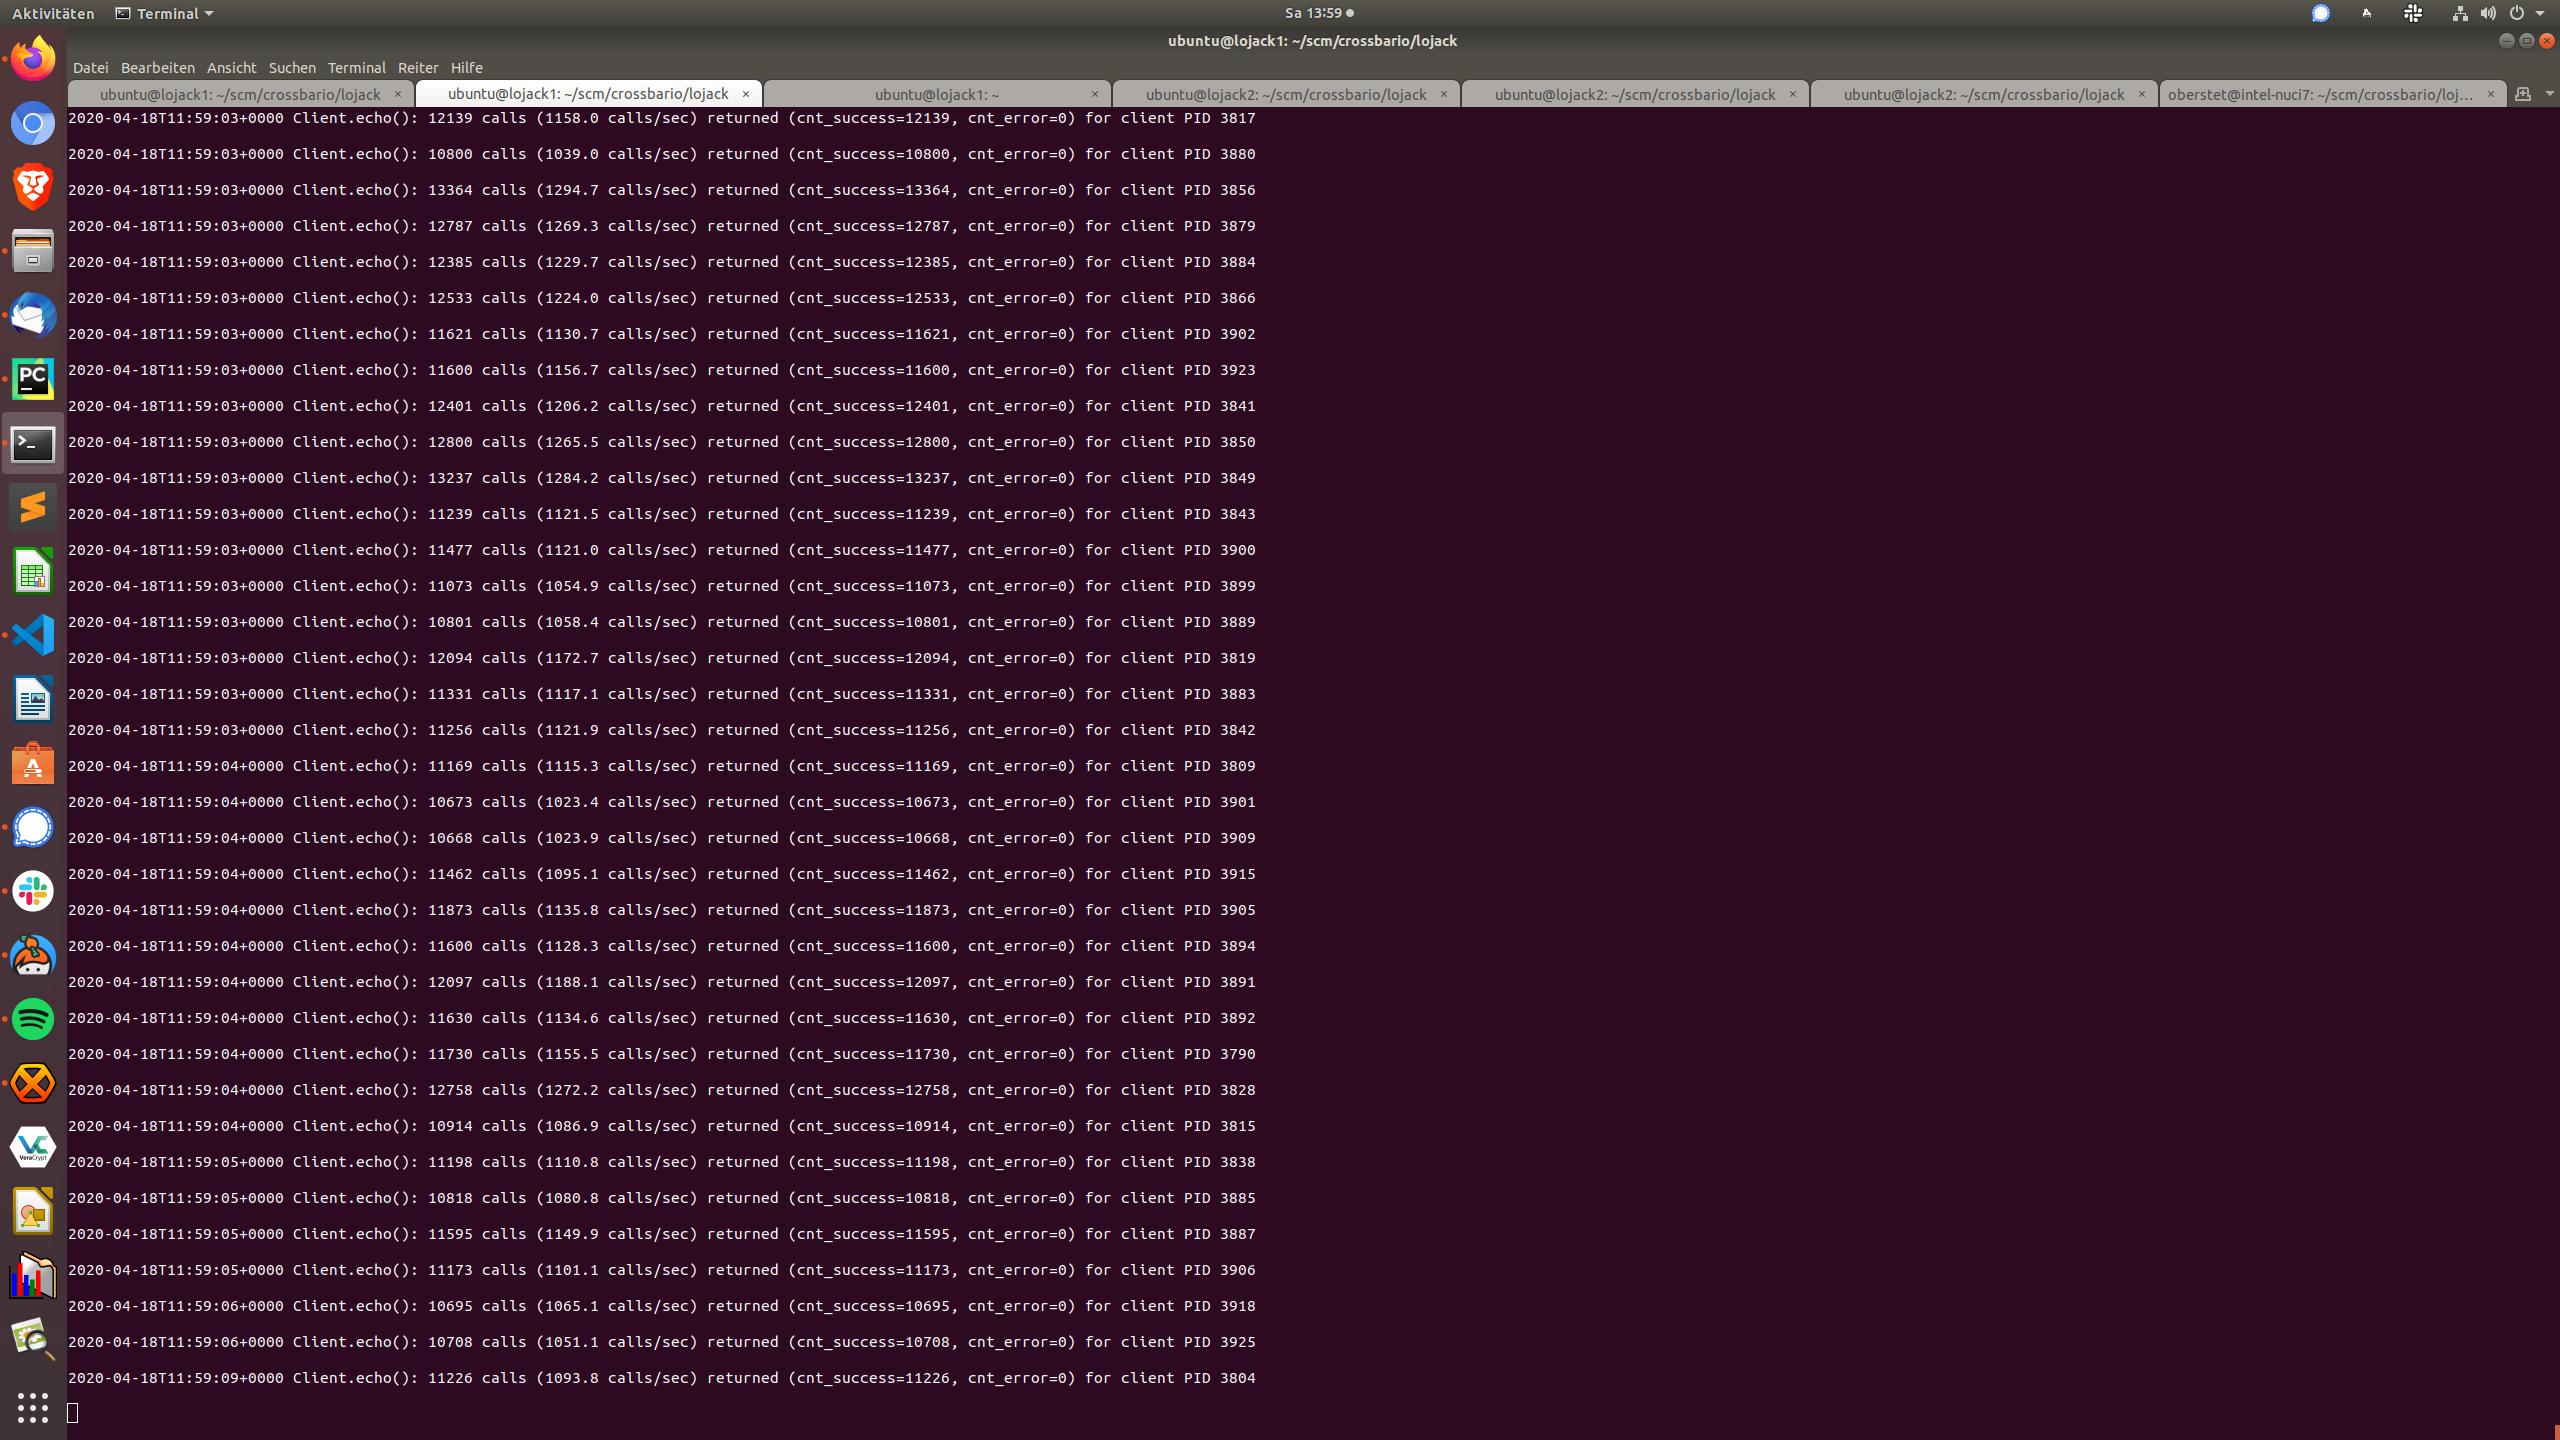 Aktivitäten Terminal Sa 13:59
ubuntu@lojack1: ~/scm/crossbario/lojack
Datei Bearbeiten Ansicht Suchen Terminal Reiter Hilfe
ubuntu@lojack1: ~/scm/crossbario/lojack × ubuntu@lojack1: ~/scm/crossbario/lojack × ubuntu@lojack1: ~ × ubuntu@lojack2: ~/scm/crossbario/lojack × ubuntu@lojack2: ~/scm/crossbario/lojack × ubuntu@lojack2: ~/scm/crossbario/lojack × oberstet@intel-nuci7: ~/scm/crossbario/loj... ×
2020-04-18T11:59:03+0000 Client.echo(): 12139 calls (1158.0 calls/sec) returned (cnt_success=12139, cnt_error=0) for client PID 3817
2020-04-18T11:59:03+0000 Client.echo(): 10800 calls (1039.0 calls/sec) returned (cnt_success=10800, cnt_error=0) for client PID 3880
2020-04-18T11:59:03+0000 Client.echo(): 13364 calls (1294.7 calls/sec) returned (cnt_success=13364, cnt_error=0) for client PID 3856
2020-04-18T11:59:03+0000 Client.echo(): 12787 calls (1269.3 calls/sec) returned (cnt_success=12787, cnt_error=0) for client PID 3879
2020-04-18T11:59:03+0000 Client.echo(): 12385 calls (1229.7 calls/sec) returned (cnt_success=12385, cnt_error=0) for client PID 3884
2020-04-18T11:59:03+0000 Client.echo(): 12533 calls (1224.0 calls/sec) returned (cnt_success=12533, cnt_error=0) for client PID 3866
2020-04-18T11:59:03+0000 Client.echo(): 11621 calls (1130.7 calls/sec) returned (cnt_success=11621, cnt_error=0) for client PID 3902
2020-04-18T11:59:03+0000 Client.echo(): 11600 calls (1156.7 calls/sec) returned (cnt_success=11600, cnt_error=0) for client PID 3923
2020-04-18T11:59:03+0000 Client.echo(): 12401 calls (1206.2 calls/sec) returned (cnt_success=12401, cnt_error=0) for client PID 3841
2020-04-18T11:59:03+0000 Client.echo(): 12800 calls (1265.5 calls/sec) returned (cnt_success=12800, cnt_error=0) for client PID 3850
2020-04-18T11:59:03+0000 Client.echo(): 13237 calls (1284.2 calls/sec) returned (cnt_success=13237, cnt_error=0) for client PID 3849
2020-04-18T11:59:03+0000 Client.echo(): 11239 calls (1121.5 calls/sec) returned (cnt_success=11239, cnt_error=0) for client PID 3843
2020-04-18T11:59:03+0000 Client.echo(): 11477 calls (1121.0 calls/sec) returned (cnt_success=11477, cnt_error=0) for client PID 3900
2020-04-18T11:59:03+0000 Client.echo(): 11073 calls (1054.9 calls/sec) returned (cnt_success=11073, cnt_error=0) for client PID 3899
2020-04-18T11:59:03+0000 Client.echo(): 10801 calls (1058.4 calls/sec) returned (cnt_success=10801, cnt_error=0) for client PID 3889
2020-04-18T11:59:03+0000 Client.echo(): 12094 calls (1172.7 calls/sec) returned (cnt_success=12094, cnt_error=0) for client PID 3819
2020-04-18T11:59:03+0000 Client.echo(): 11331 calls (1117.1 calls/sec) returned (cnt_success=11331, cnt_error=0) for client PID 3883
2020-04-18T11:59:03+0000 Client.echo(): 11256 calls (1121.9 calls/sec) returned (cnt_success=11256, cnt_error=0) for client PID 3842
2020-04-18T11:59:04+0000 Client.echo(): 11169 calls (1115.3 calls/sec) returned (cnt_success=11169, cnt_error=0) for client PID 3809
2020-04-18T11:59:04+0000 Client.echo(): 10673 calls (1023.4 calls/sec) returned (cnt_success=10673, cnt_error=0) for client PID 3901
2020-04-18T11:59:04+0000 Client.echo(): 10668 calls (1023.9 calls/sec) returned (cnt_success=10668, cnt_error=0) for client PID 3909
2020-04-18T11:59:04+0000 Client.echo(): 11462 calls (1095.1 calls/sec) returned (cnt_success=11462, cnt_error=0) for client PID 3915
2020-04-18T11:59:04+0000 Client.echo(): 11873 calls (1135.8 calls/sec) returned (cnt_success=11873, cnt_error=0) for client PID 3905
2020-04-18T11:59:04+0000 Client.echo(): 11600 calls (1128.3 calls/sec) returned (cnt_success=11600, cnt_error=0) for client PID 3894
2020-04-18T11:59:04+0000 Client.echo(): 12097 calls (1188.1 calls/sec) returned (cnt_success=12097, cnt_error=0) for client PID 3891
2020-04-18T11:59:04+0000 Client.echo(): 11630 calls (1134.6 calls/sec) returned (cnt_success=11630, cnt_error=0) for client PID 3892
2020-04-18T11:59:04+0000 Client.echo(): 11730 calls (1155.5 calls/sec) returned (cnt_success=11730, cnt_error=0) for client PID 3790
2020-04-18T11:59:04+0000 Client.echo(): 12758 calls (1272.2 calls/sec) returned (cnt_success=12758, cnt_error=0) for client PID 3828
2020-04-18T11:59:04+0000 Client.echo(): 10914 calls (1086.9 calls/sec) returned (cnt_success=10914, cnt_error=0) for client PID 3815
2020-04-18T11:59:05+0000 Client.echo(): 11198 calls (1110.8 calls/sec) returned (cnt_success=11198, cnt_error=0) for client PID 3838
2020-04-18T11:59:05+0000 Client.echo(): 10818 calls (1080.8 calls/sec) returned (cnt_success=10818, cnt_error=0) for client PID 3885
2020-04-18T11:59:05+0000 Client.echo(): 11595 calls (1149.9 calls/sec) returned (cnt_success=11595, cnt_error=0) for client PID 3887
2020-04-18T11:59:05+0000 Client.echo(): 11173 calls (1101.1 calls/sec) returned (cnt_success=11173, cnt_error=0) for client PID 3906
2020-04-18T11:59:06+0000 Client.echo(): 10695 calls (1065.1 calls/sec) returned (cnt_success=10695, cnt_error=0) for client PID 3918
2020-04-18T11:59:06+0000 Client.echo(): 10708 calls (1051.1 calls/sec) returned (cnt_success=10708, cnt_error=0) for client PID 3925
2020-04-18T11:59:09+0000 Client.echo(): 11226 calls (1093.8 calls/sec) returned (cnt_success=11226, cnt_error=0) for client PID 3804
PC
VC
VeraCrypt